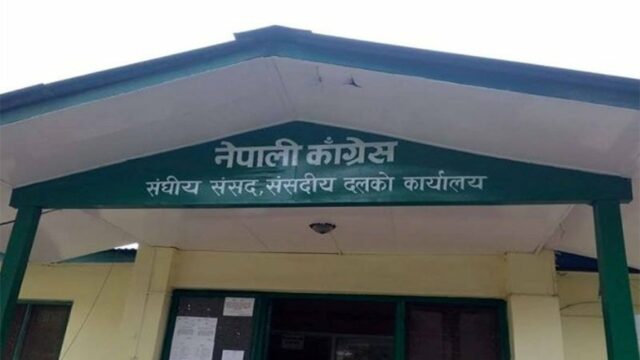 नेपाली काँग्रेस
संघीय संसद, संसदीय दलको कार्यालय